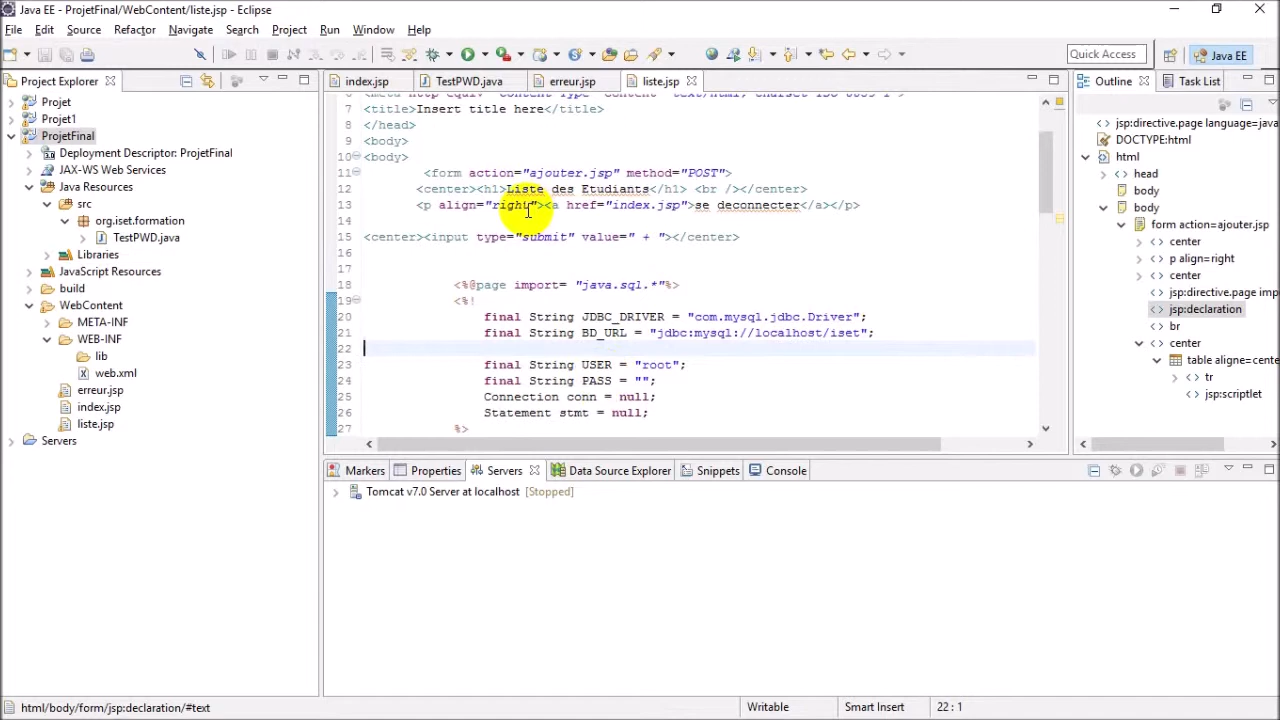 Java EE - ProjetFinal/WebContent/liste.jsp - Eclipse
File Edit Source Refactor Navigate Search Project Run Window Help
Quick Access
Java EE
Project Explorer
index.jsp
TestPWD.java
erreur.jsp
liste.jsp
Outline
Task List
Projet
Projet1
ProjetFinal
Deployment Descriptor: ProjetFinal
JAX-WS Web Services
Java Resources
src
org.iset.formation
TestPWD.java
Libraries
JavaScript Resources
build
WebContent
META-INF
WEB-INF
lib
web.xml
erreur.jsp
index.jsp
liste.jsp
Servers
7 <title>Insert title here</title>
8 </head>
9 <body>
10 <body>
11 <form action="ajouter.jsp" method="POST">
12 <center><h1>Liste des Etudiants</h1> <br /></center>
13 <p align="right"><a href="index.jsp">se deconnecter</a></p>
14
15 <center><input type="submit" value=" + "></center>
16
17
18 <%@page import= "java.sql.*"%>
19 <%!
20 final String JDBC_DRIVER = "com.mysql.jdbc.Driver";
21 final String BD_URL = "jdbc:mysql://localhost/iset";
22
23 final String USER = "root";
24 final String PASS = "";
25 Connection conn = null;
26 Statement stmt = null;
27 %>
jsp:directive.page language=java
DOCTYPE:html
html
head
body
body
form action=ajouter.jsp
center
p align=right
center
jsp:directive.page imp
jsp:declaration
br
center
table aligne=cente
tr
jsp:scriptlet
Markers
Properties
Servers
Data Source Explorer
Snippets
Console
Tomcat v7.0 Server at localhost [Stopped]
html/body/form/jsp:declaration/#text
Writable
Smart Insert
22 : 1